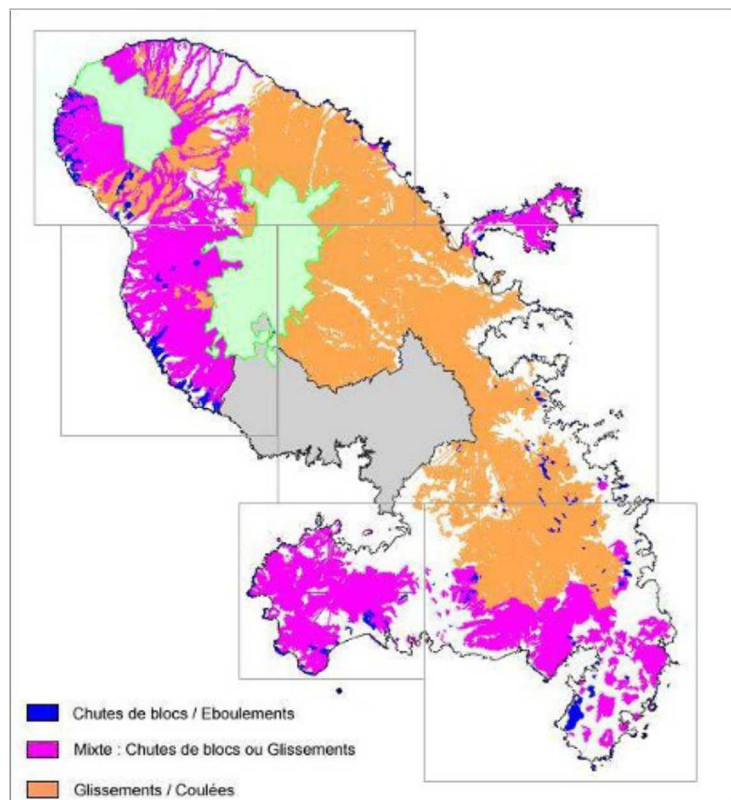 Chutes de blocs / Eboulements
Mixte : Chutes de blocs ou Glissements
Glissements / Coulées